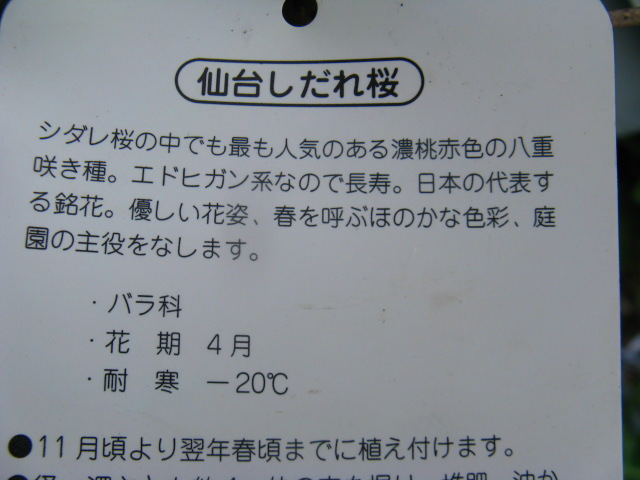 仙台しだれ桜
シダレ桜の中でも最も人気のある濃桃赤色の八重
咲き種。エドヒガン系なので長寿。日本の代表す
る銘花。優しい花姿、春を呼ぶほのかな色彩、庭
園の主役をなします。
・バラ科
・花 期 4月
・耐 寒 －20℃
●11月頃より翌年春頃までに植え付けます。